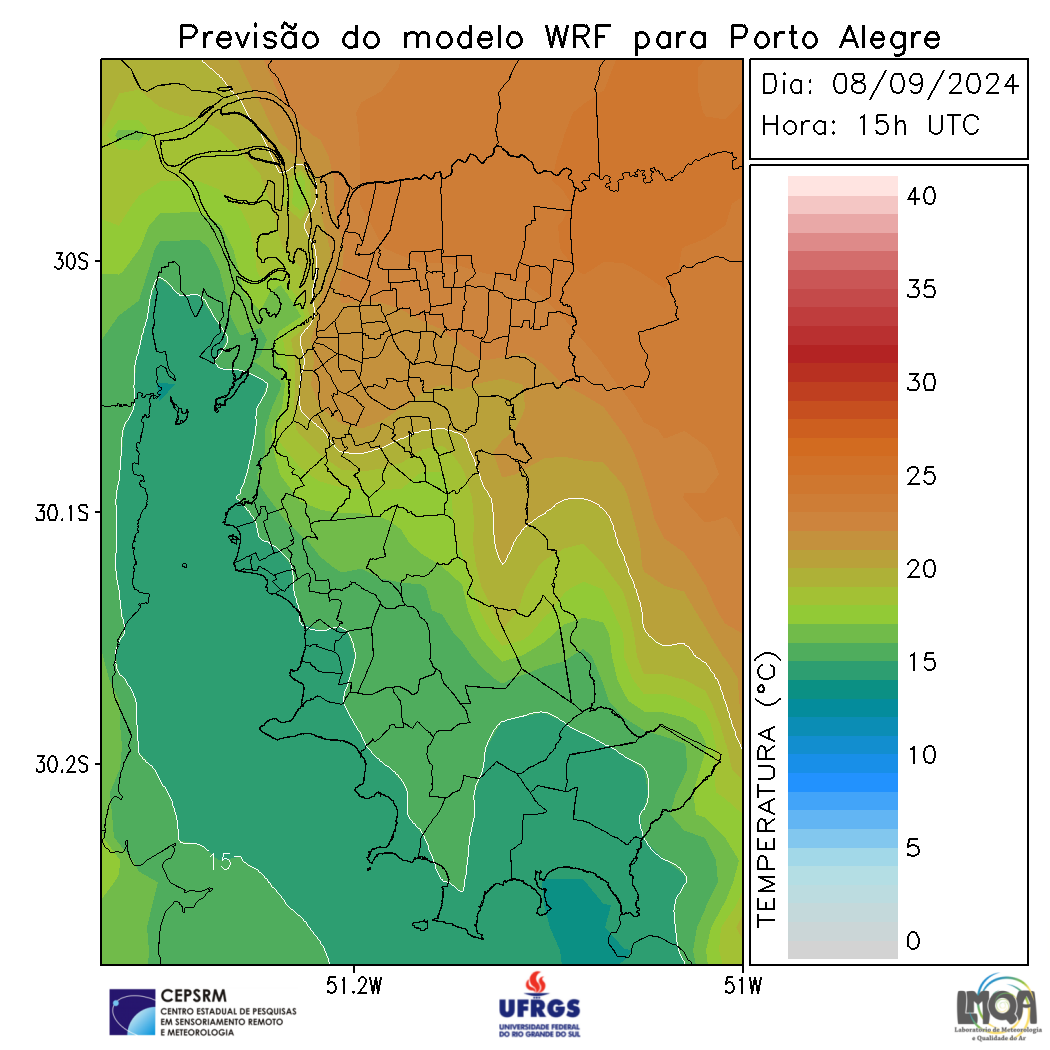 Previsão do modelo WRF para Porto Alegre
Dia: 08/09/2024
Hora: 15h UTC
30S
30.1S
30.2S
51.2W
51W
15
TEMPERATURA (°C)
40
35
30
25
20
15
10
5
0
CEPSRM
CENTRO ESTADUAL DE PESQUISAS
EM SENSORIAMENTO REMOTO
E METEOROLOGIA
UFRGS
UNIVERSIDADE FEDERAL
DO RIO GRANDE DO SUL
LMQA
Laboratório de Meteorologia
e Qualidade do Ar